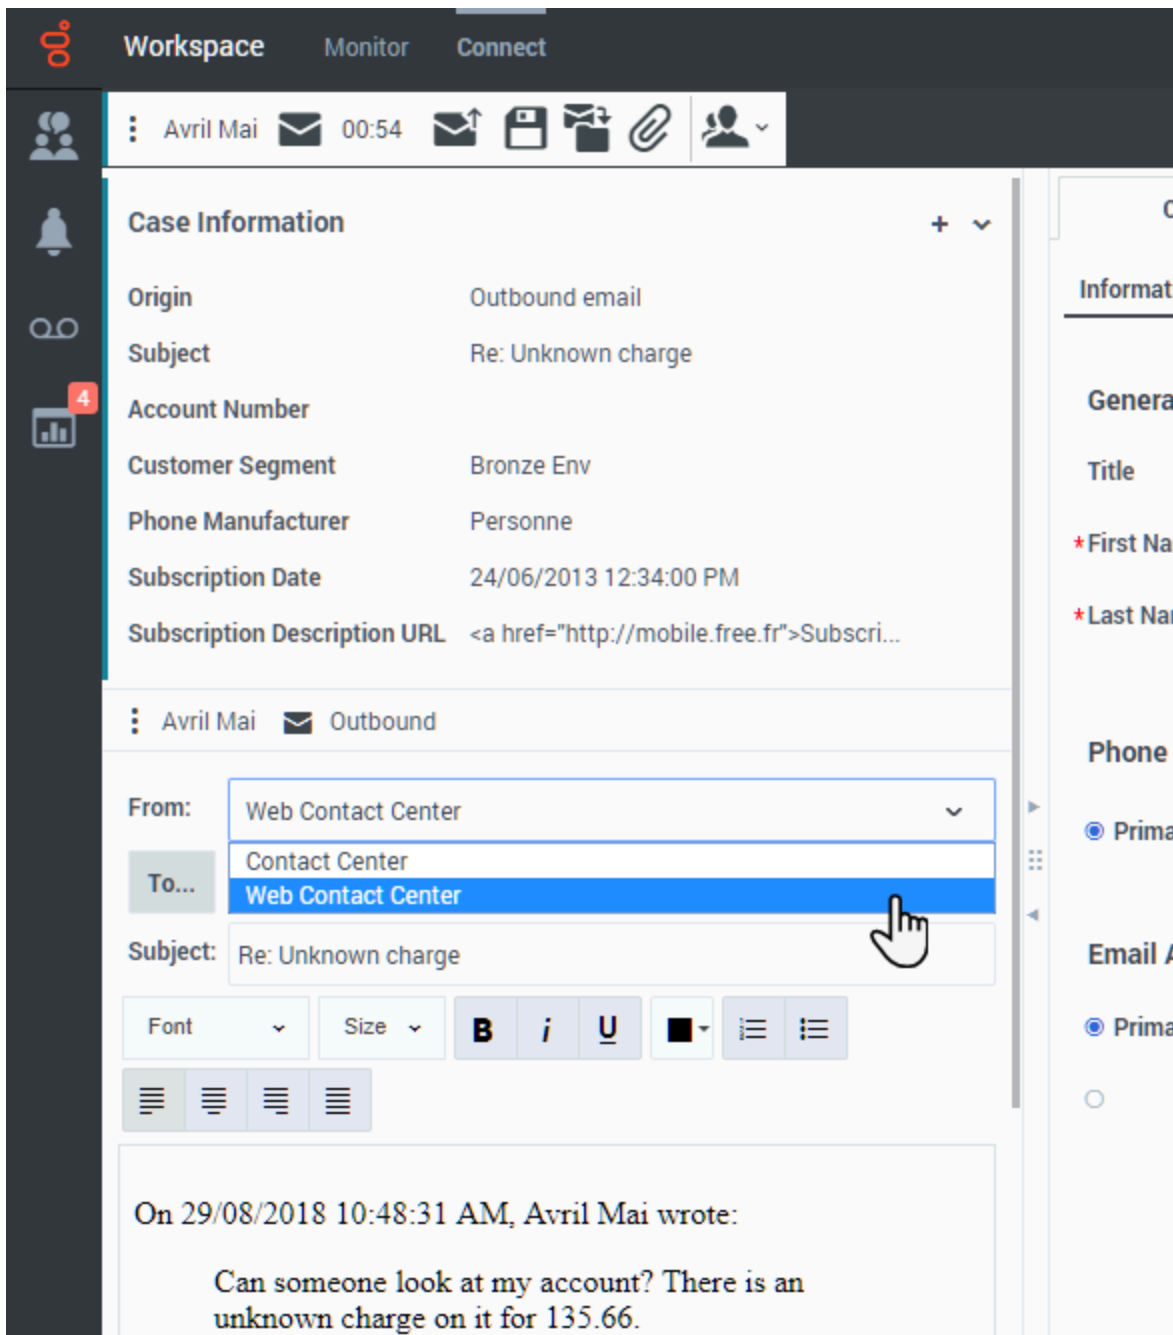 Workspace Monitor Connect
Avril Mai 00:54
Case Information
Origin Outbound email
Subject Re: Unknown charge
Account Number
Customer Segment Bronze Env
Phone Manufacturer Personne
Subscription Date 24/06/2013 12:34:00 PM
Subscription Description URL <a href="http://mobile.free.fr">Subscri...
4
Avril Mai Outbound
From: Web Contact Center
Contact Center
To... Web Contact Center
Subject: Re: Unknown charge
Font Size B i U
On 29/08/2018 10:48:31 AM, Avril Mai wrote:
Can someone look at my account? There is an
unknown charge on it for 135.66.
Informat
Genera
Title
*First Na
*Last Nar
Phone
Prima
Email A
Prima